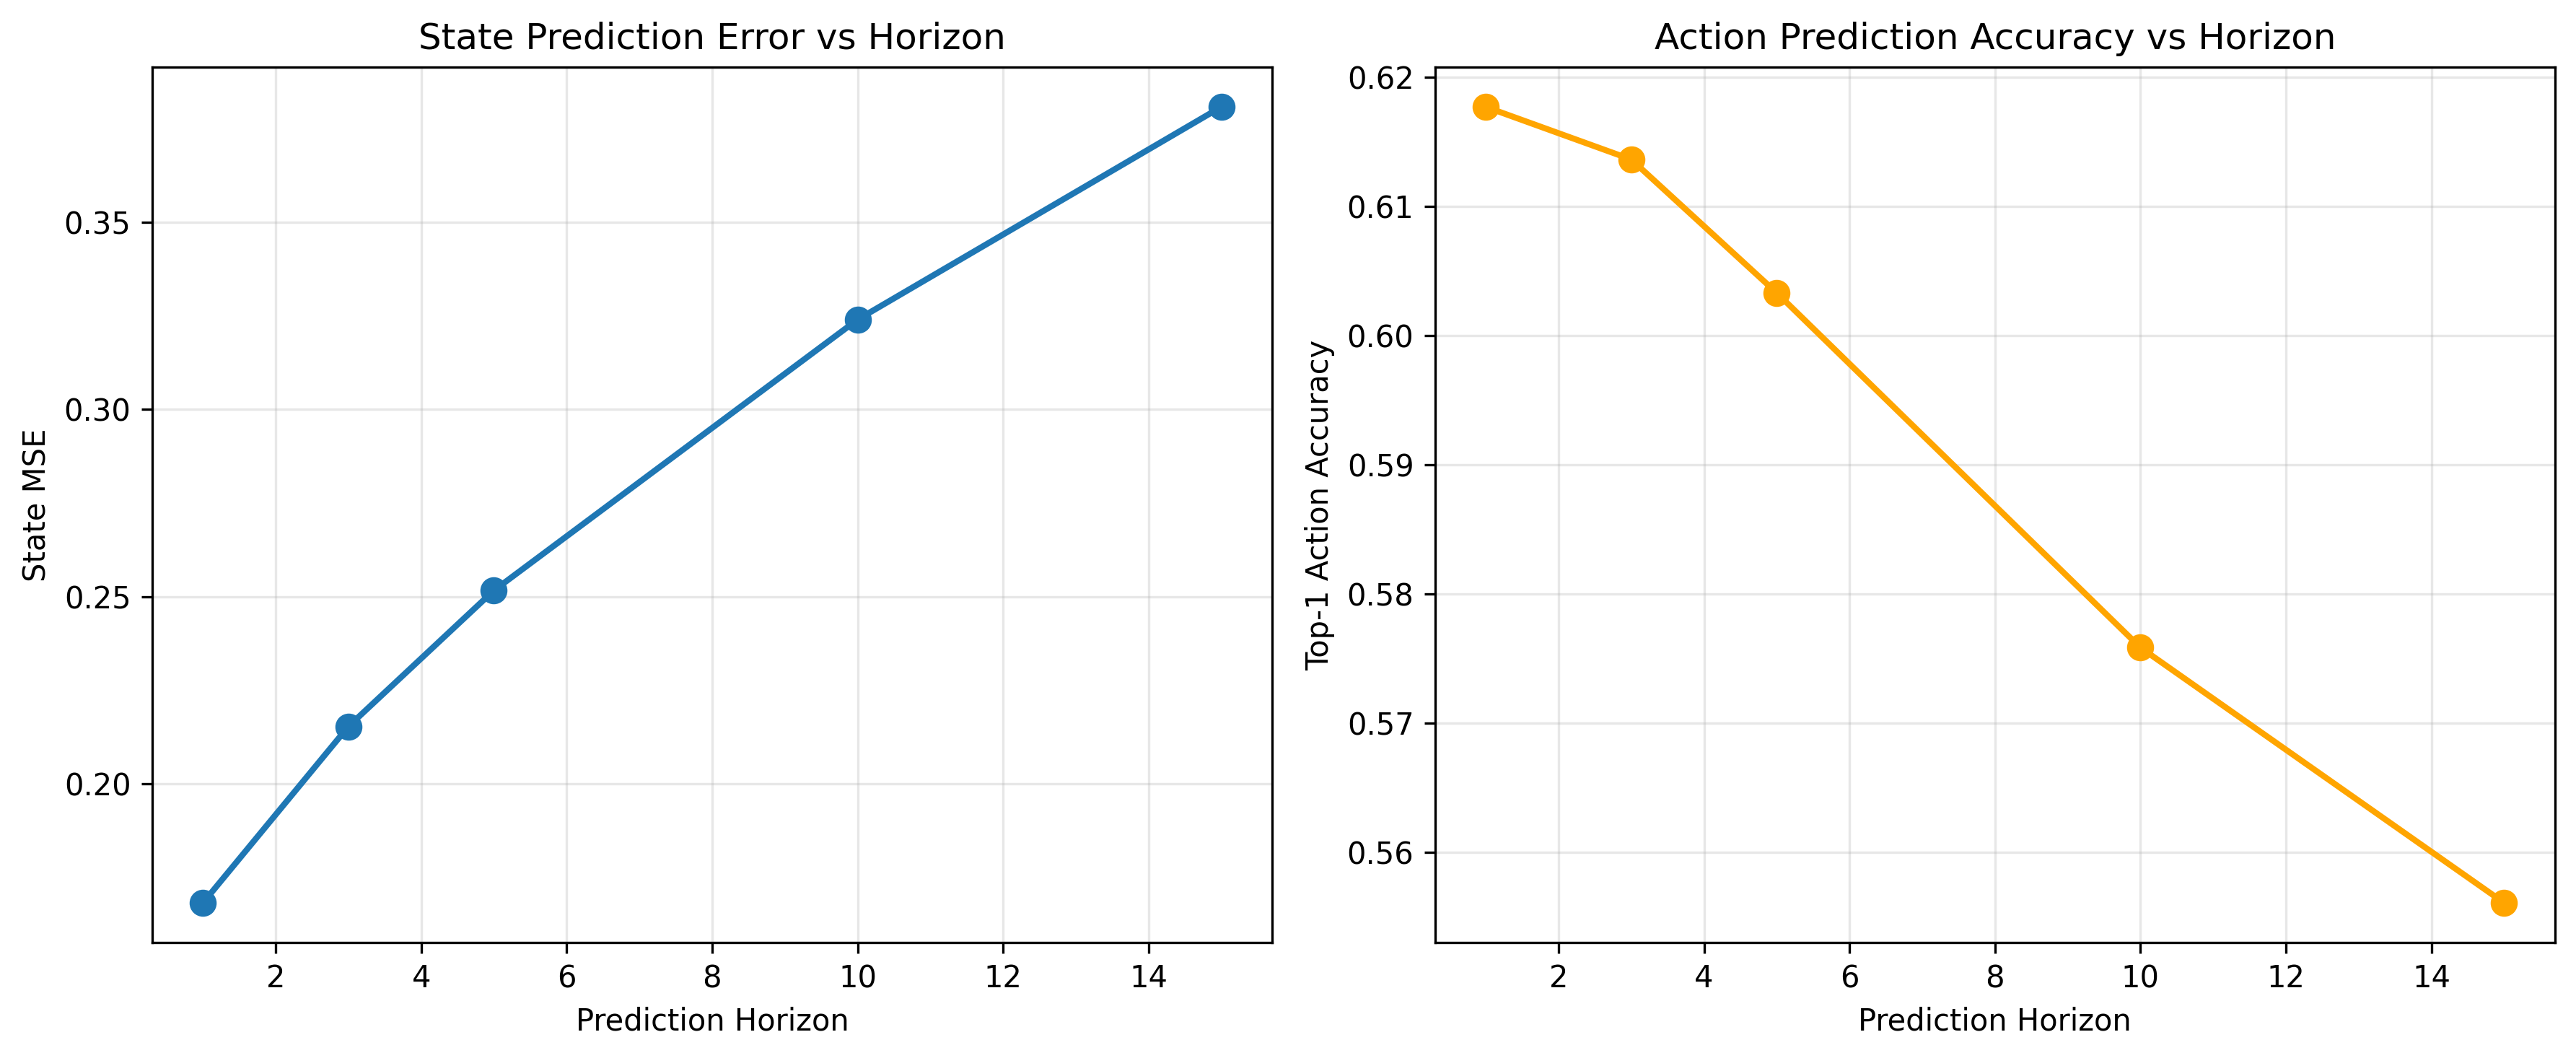 State Prediction Error vs Horizon
State MSE
0.35
0.30
0.25
0.20
2 4 6 8 10 12 14
Prediction Horizon
Action Prediction Accuracy vs Horizon
Top-1 Action Accuracy
0.62
0.61
0.60
0.59
0.58
0.57
0.56
2 4 6 8 10 12 14
Prediction Horizon